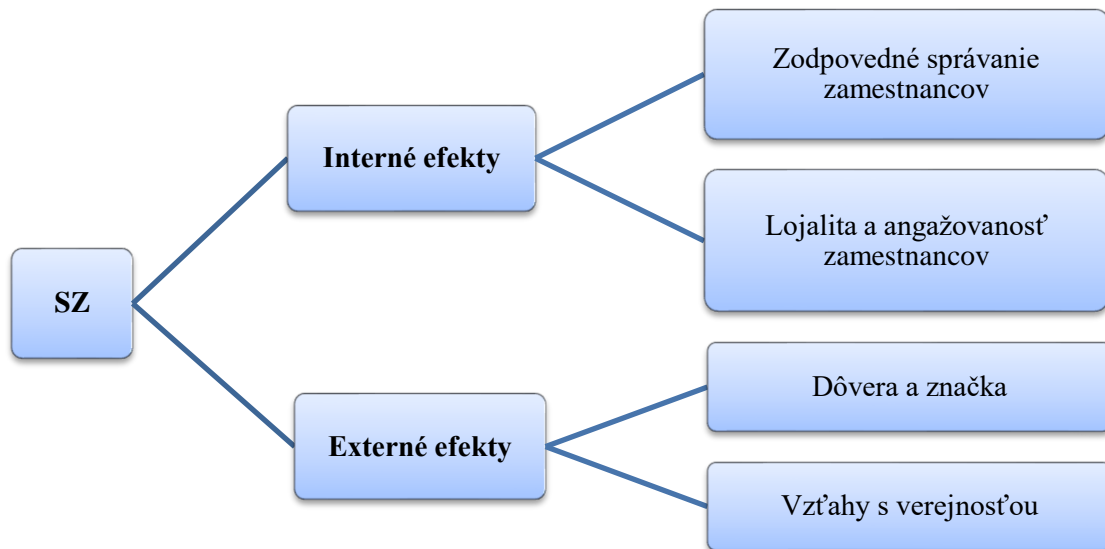 SZ
Interné efekty
Zodpovedné správanie
zamestnancov
Lojalita a angažovanosť
zamestnancov
Externé efekty
Dôvera a značka
Vzťahy s verejnosťou